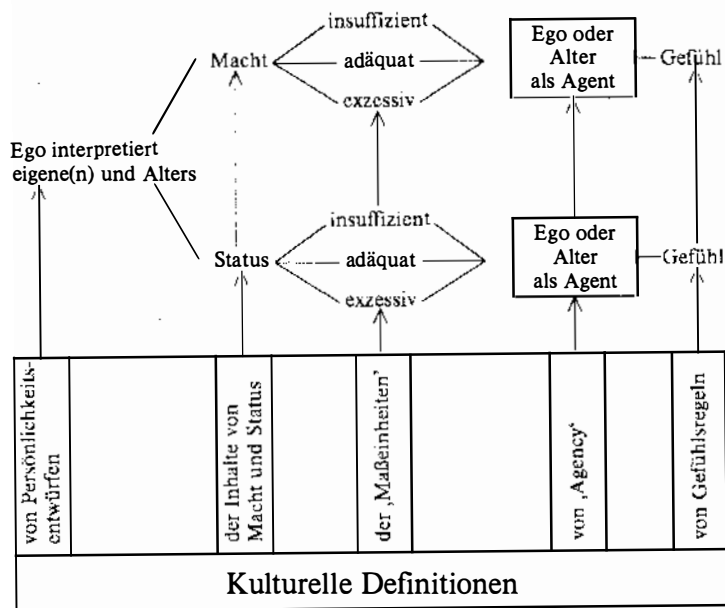 insuffizient
Macht
adäquat
exzessiv
Ego oder
Alter
als Agent
Gefühl
Ego interpretiert
eigene(n) und Alters
insuffizient
Status
adäquat
exzessiv
Ego oder
Alter
als Agent
Gefühl
von Persönlichkeits-
entwürfen
der Inhalte von
Macht und Status
der ‚Maßeinheiten’
von ‚Agency‘
von Gefühlsregeln
Kulturelle Definitionen